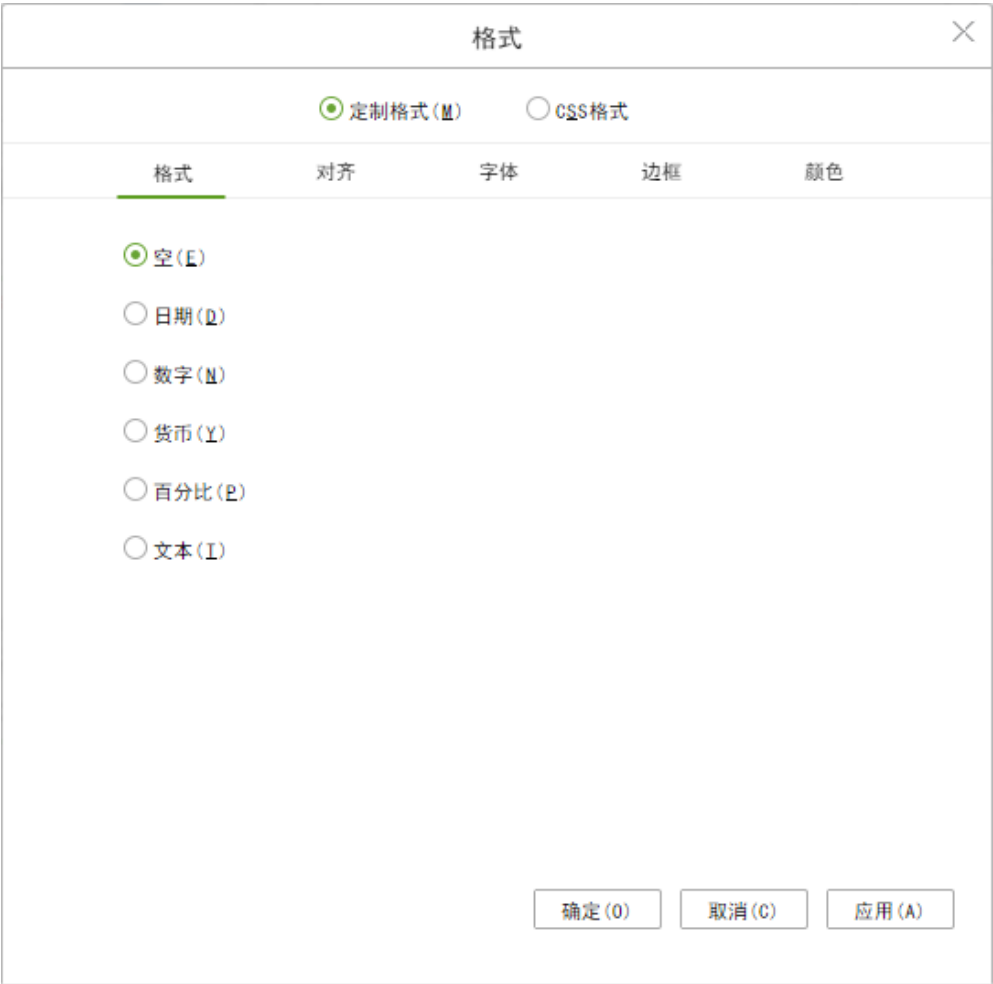 格式
定制格式(M) CSS格式
格式 对齐 字体 边框 颜色
空(E)
日期(D)
数字(N)
货币(Y)
百分比(P)
文本(T)
确定(O) 取消(C) 应用(A)